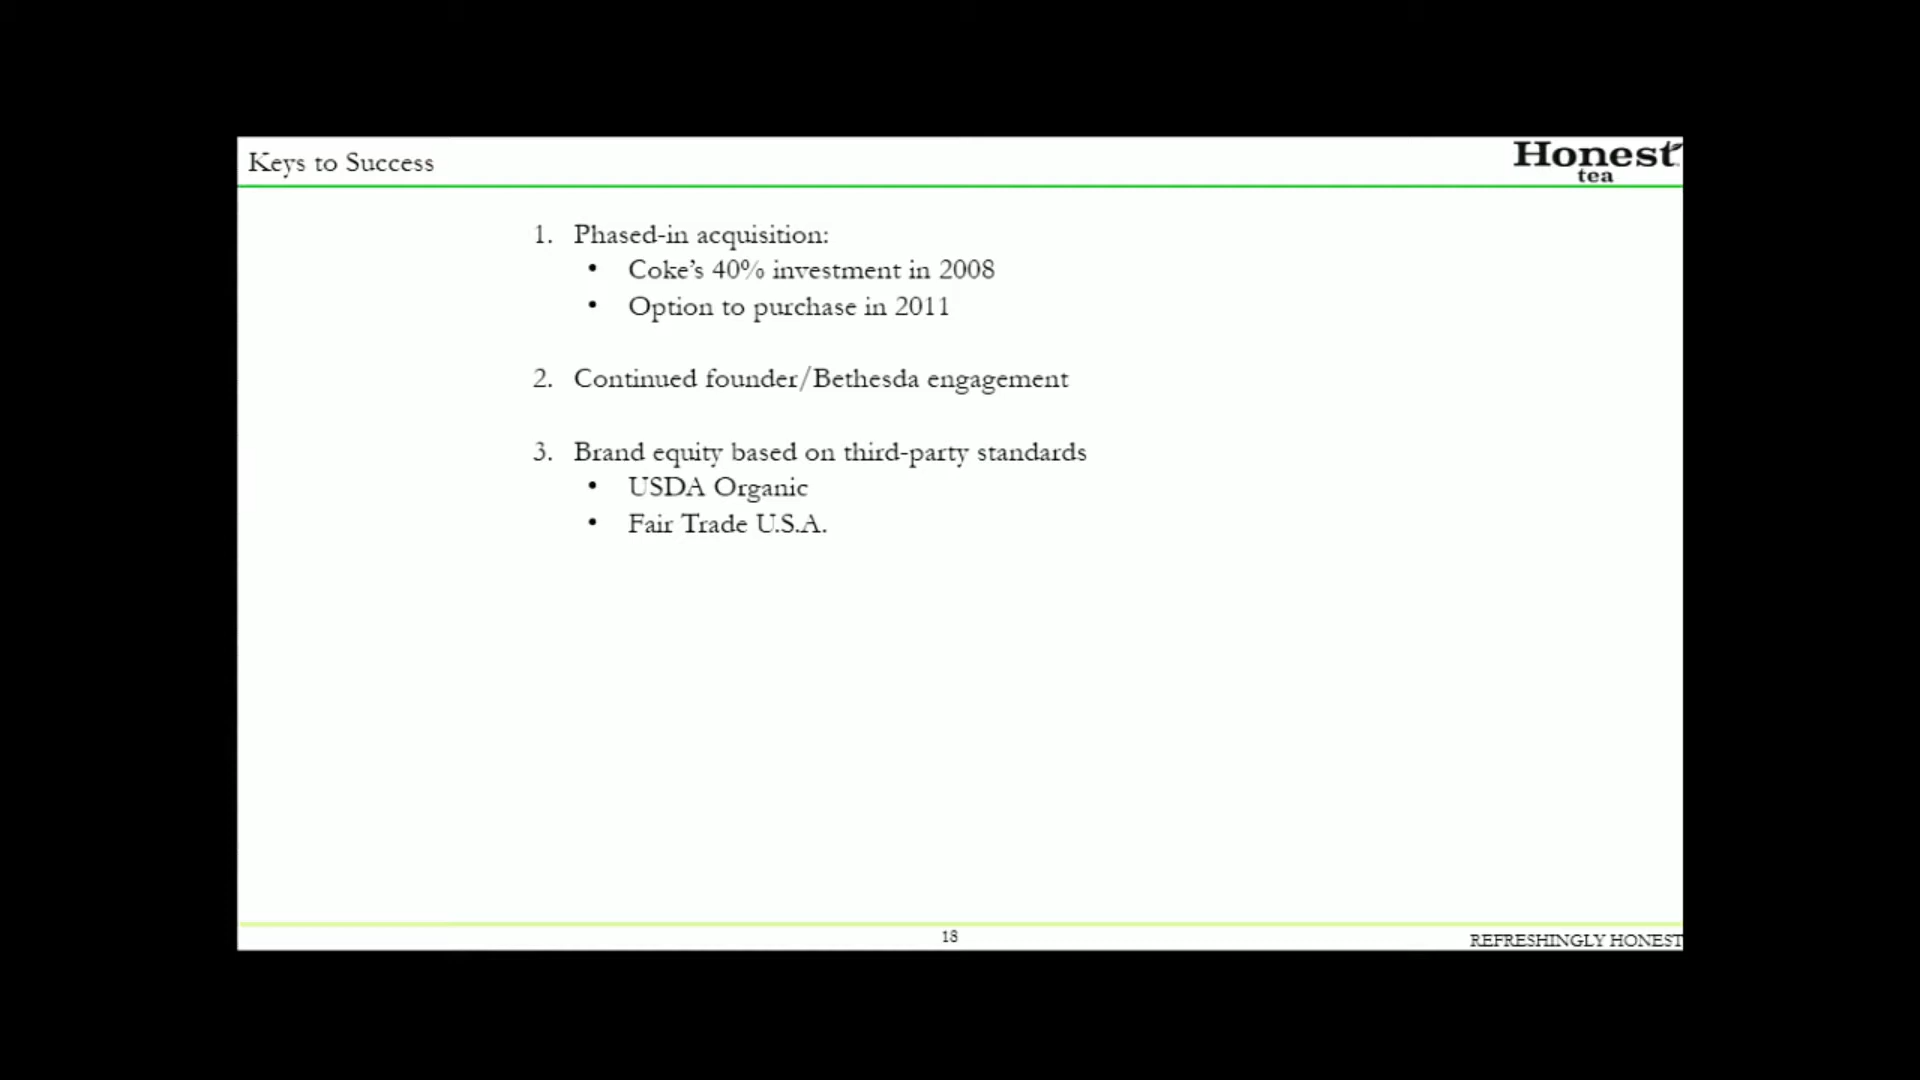 Keys to Success
Honest
tea
1. Phased-in acquisition:
• Coke's 40% investment in 2008
• Option to purchase in 2011
2. Continued founder/Bethesda engagement
3. Brand equity based on third-party standards
• USDA Organic
• Fair Trade U.S.A.
18
REFRESHINGLY HONEST